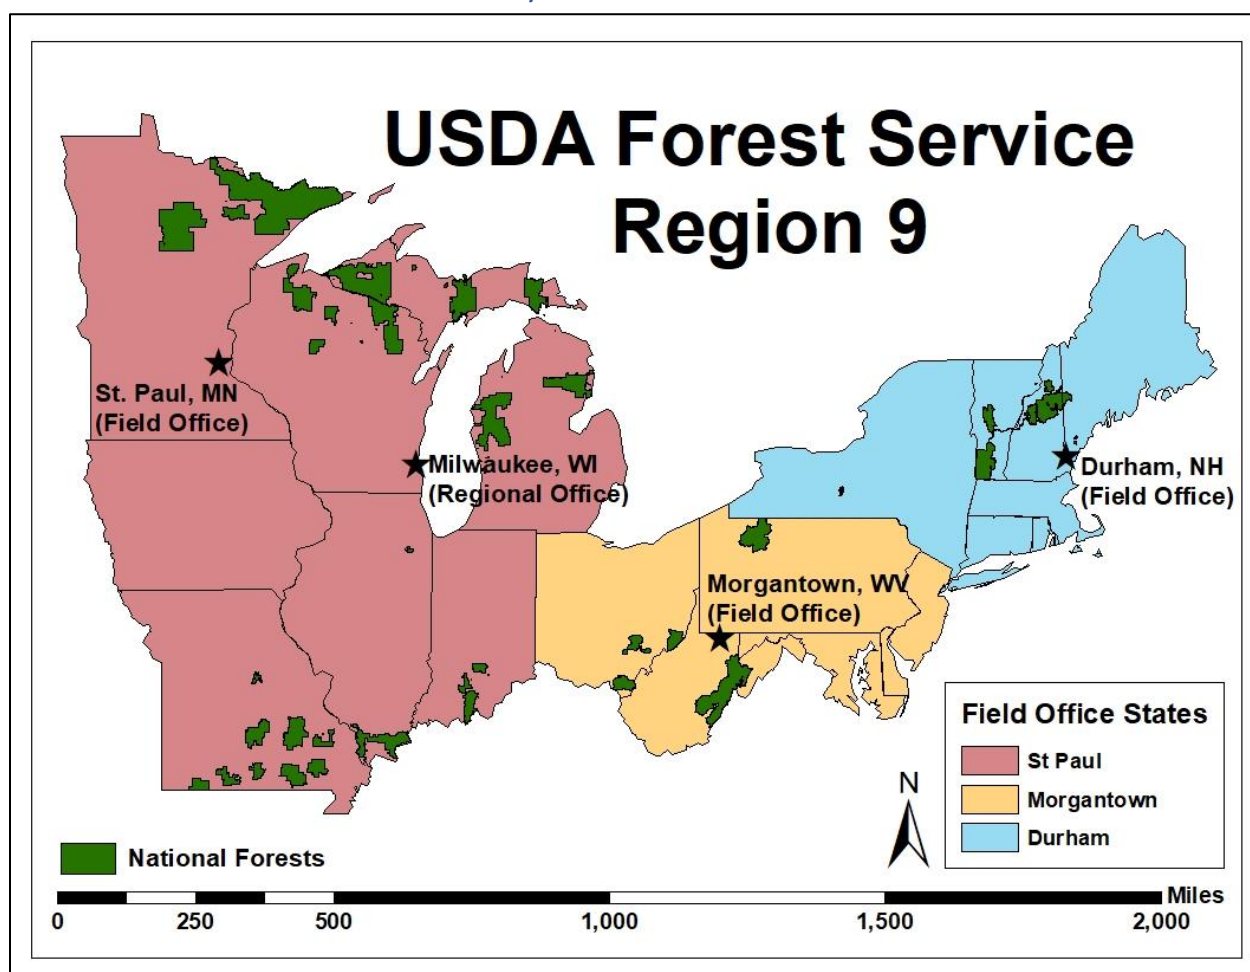 USDA Forest Service
Region 9
St. Paul, MN
(Field Office)
Milwaukee, WI
(Regional Office)
Durham, NH
(Field Office)
Morgantown, WV
(Field Office)
Field Office States
St Paul
Morgantown
Durham
N
National Forests
Miles
0 250 500 1,000 1,500 2,000